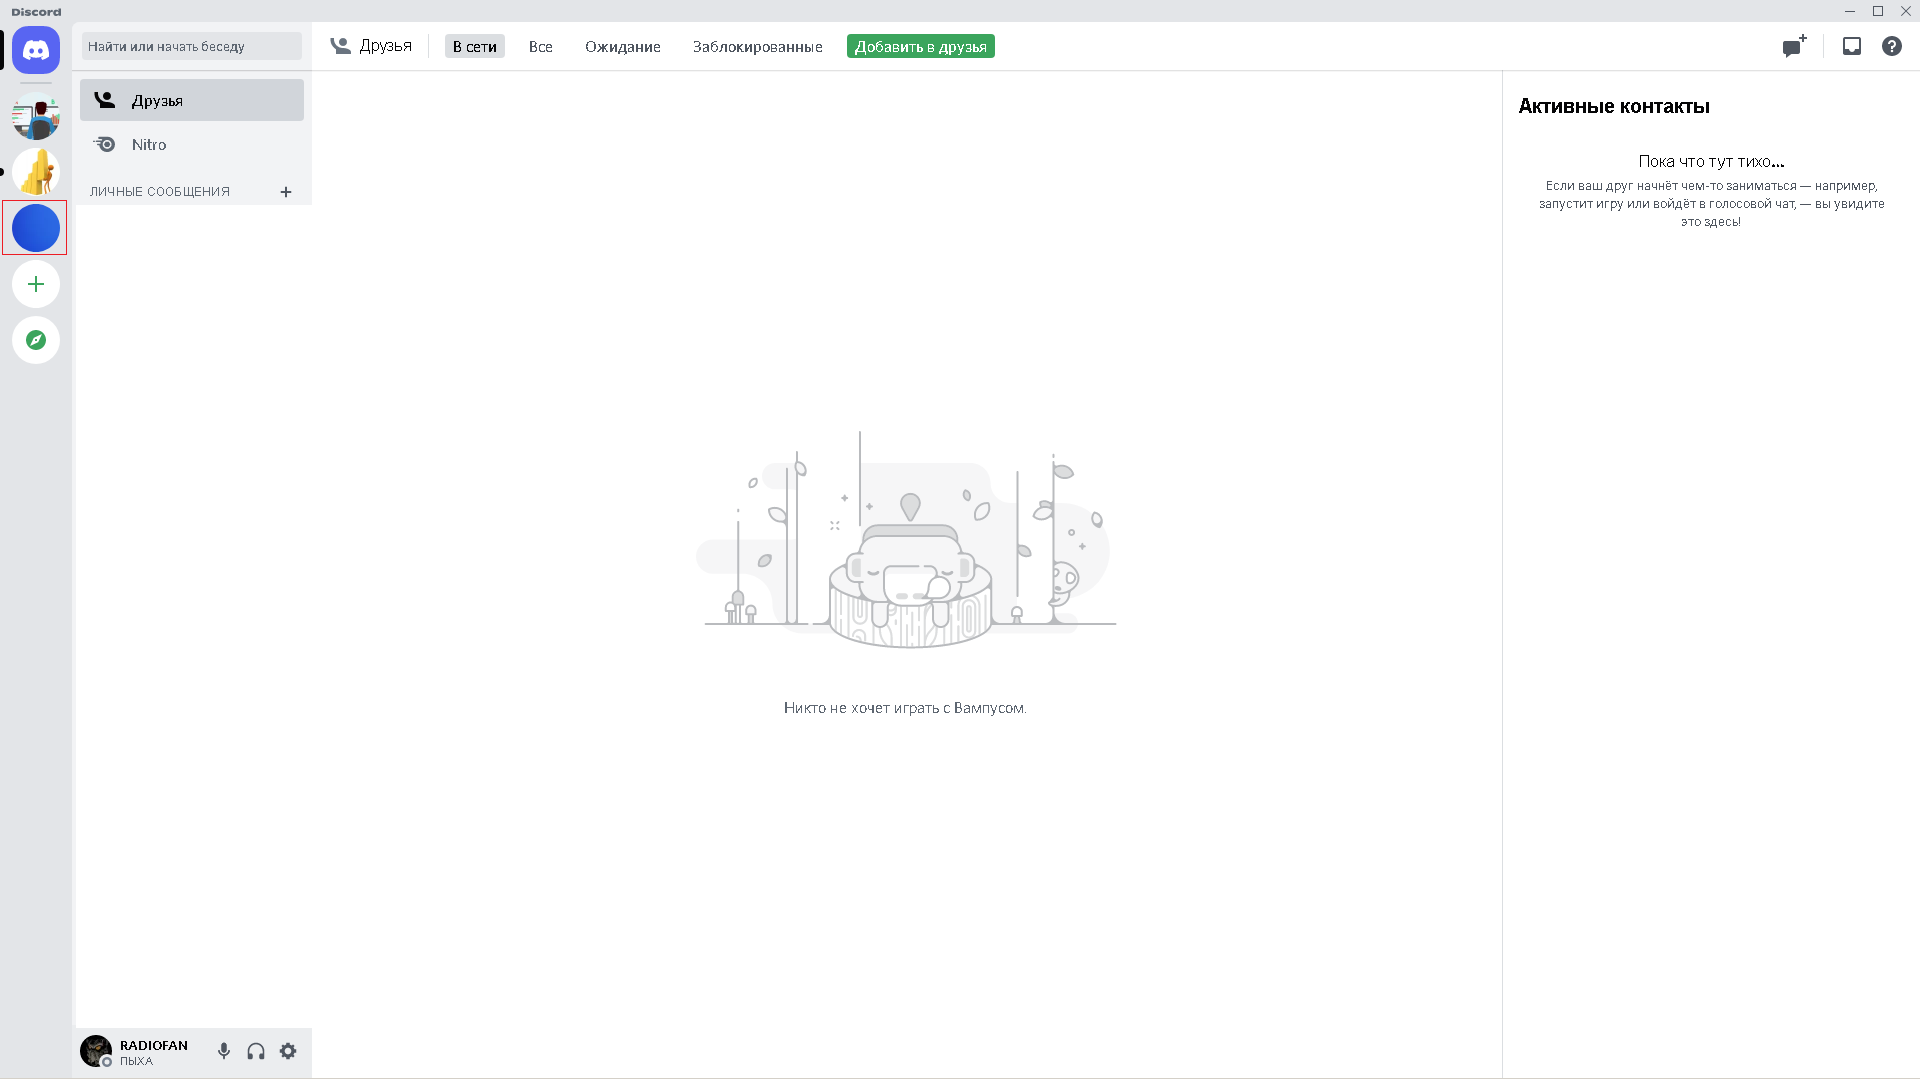 Discord
Найти или начать беседу
Друзья
В сети
Все
Ожидание
Заблокированные
Добавить в друзья
Друзья
Nitro
ЛИЧНЫЕ СООБЩЕНИЯ
Активные контакты
Пока что тут тихо...
Если ваш друг начнёт чем-то заниматься — например,
запустит игру или войдёт в голосовой чат, — вы увидите
это здесь!
Никто не хочет играть с Вампусом.
RADIOFAN
ПЫХА